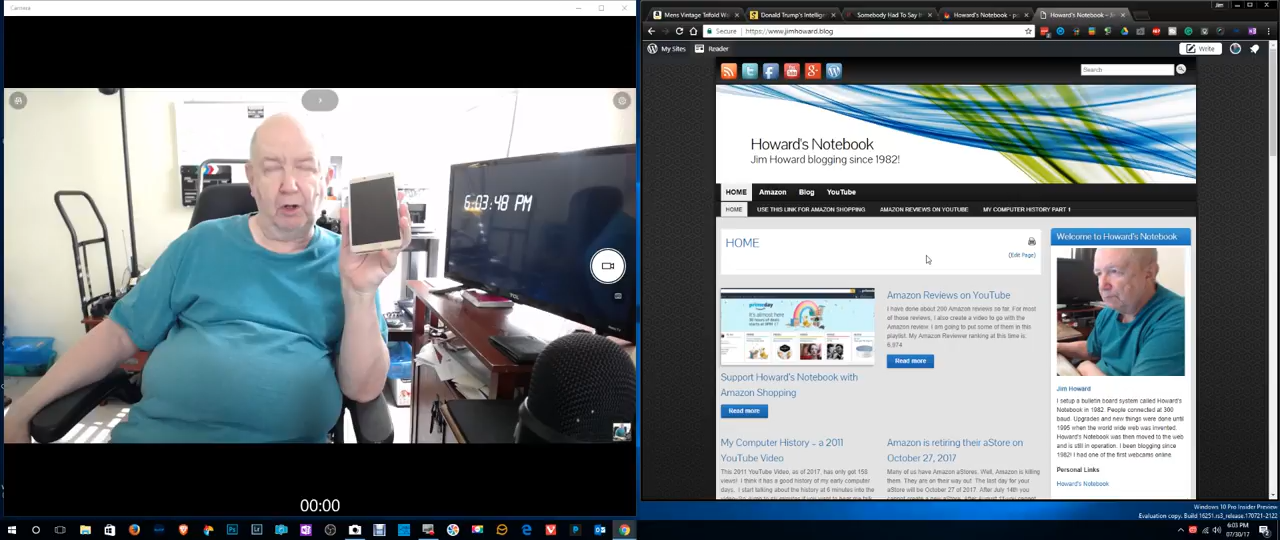 Camera
6:03:48 PM
TCL
00:00
Jim
Mens Vintage Trifold W
Donald Trump's Intellig
Somebody Had To Say I
Howard's Notebook - p
Howard's Notebook – J
Secure
https://www.jimhoward.blog
My Sites
Reader
Write
Search
Howard's Notebook
Jim Howard blogging since 1982!
HOME Amazon Blog YouTube
HOME USE THIS LINK FOR AMAZON SHOPPING AMAZON REVIEWS ON YOUTUBE MY COMPUTER HISTORY PART 1
HOME
(Edit Page)
primeday
It's almost here
Support Howard's Notebook with
Amazon Shopping
Read more
Amazon Reviews on YouTube
I have done about 200 Amazon reviews so far. For most
of those reviews, I also create a video to go with the
Amazon review. I am going to put some of them in this
playlist. My Amazon Reviewer ranking at this time is:
6,974
Read more
My Computer History – a 2011
YouTube Video
This 2011 YouTube Video, as of 2017, has only got 156
views! I think it has a good history of my early computer
days. I start talking about the history at 6 minutes into the
Amazon is retiring their aStore on
October 27, 2017
Many of us have Amazon aStores. Well, Amazon is killing
them. They are on their way out. The last day for your
aStore will be October 27 of 2017. After July 14th you
Welcome to Howard's Notebook
Jim Howard
I setup a bulletin board system called Howard's
Notebook in 1982. People connected at 300
baud. Upgrades and new things were done until
1995 when the world wide web was invented.
Howard's Notebook was then moved to the web
and is still in operation. I been blogging since
1982! I had one of the first webcams online.
Personal Links
Howard's Notebook
Windows 10 Pro Insider Preview
Evaluation copy. Build 16251.rs3_release.170721-2122
6:03 PM
07/30/17